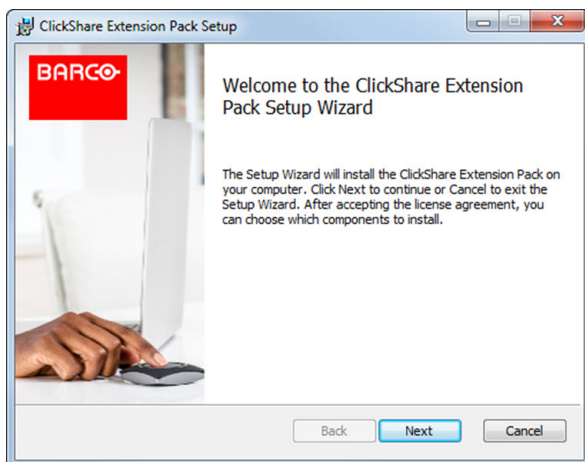 ClickShare Extension Pack Setup
BARCO
Welcome to the ClickShare Extension
Pack Setup Wizard
The Setup Wizard will install the ClickShare Extension Pack on
your computer. Click Next to continue or Cancel to exit the
Setup Wizard. After accepting the license agreement, you
can choose which components to install.
Back Next Cancel